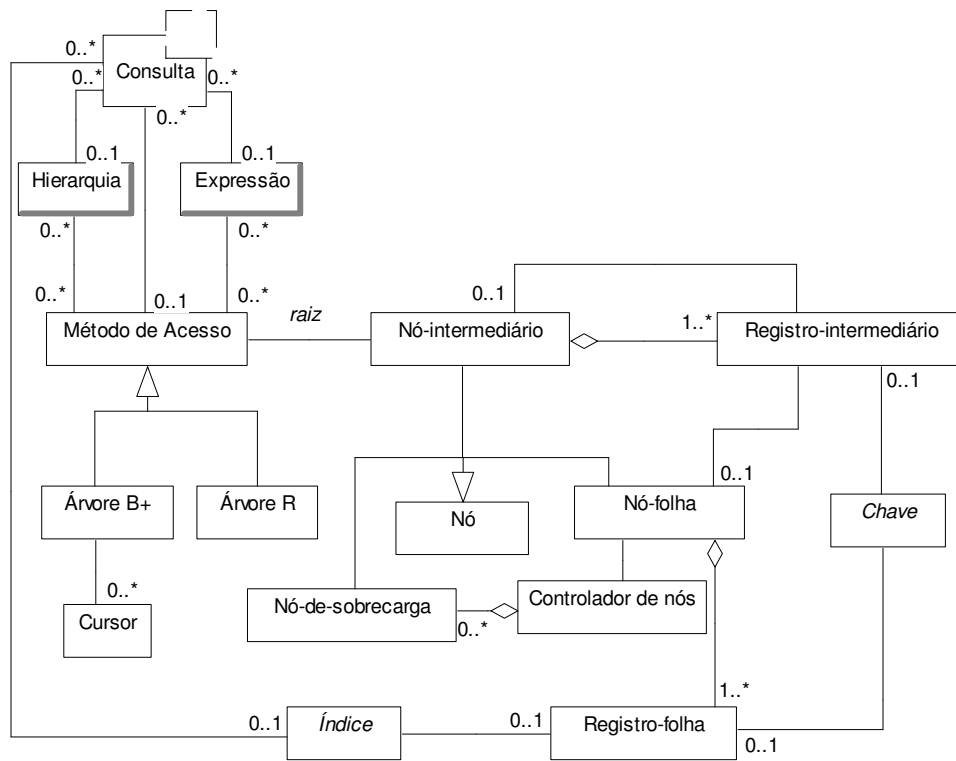 0..*
Consulta
0..*
0..*
0..*
0..1
0..1
Hierarquia
Expressão
0..*
0..*
0..*
0..1
0..*
raiz
0..1
1..*
Método de Acesso
Nó-intermediário
Registro-intermediário
0..1
0..1
Árvore B+
Árvore R
Nó
Nó-folha
Chave
0..*
Cursor
Nó-de-sobrecarga
0..*
Controlador de nós
1..*
0..1
Índice
0..1
Registro-folha
0..1